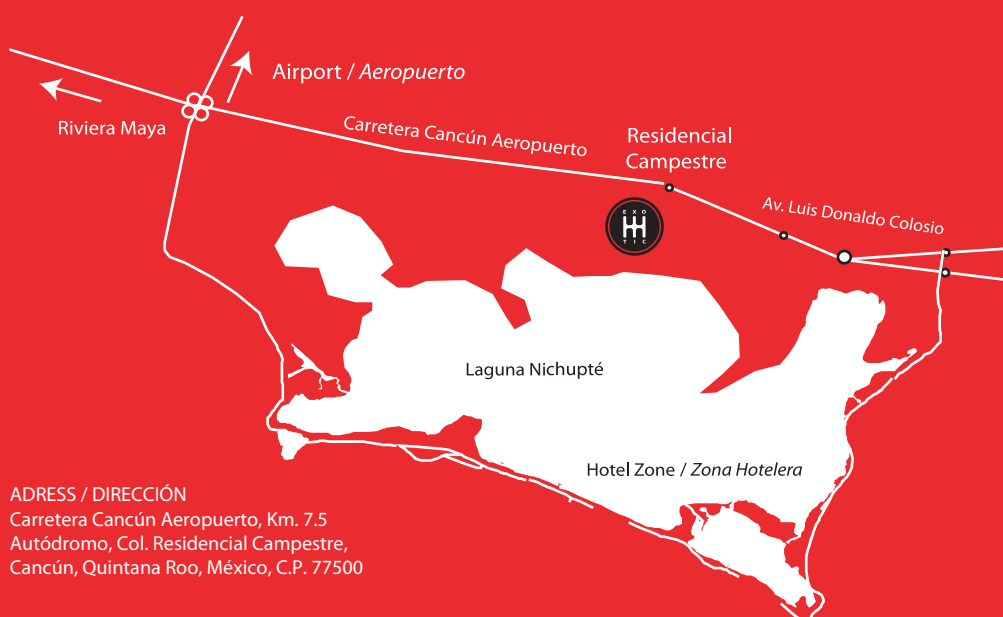 Airport / Aeropuerto
Riviera Maya
Carretera Cancún Aeropuerto
Residencial
Campestre
Av. Luis Donaldo Colosio
EXO
TIC
Laguna Nichupté
Hotel Zone / Zona Hotelera
ADRESS / DIRECCIÓN
Carretera Cancún Aeropuerto, Km. 7.5
Autódromo, Col. Residencial Campestre,
Cancún, Quintana Roo, México, C.P. 77500